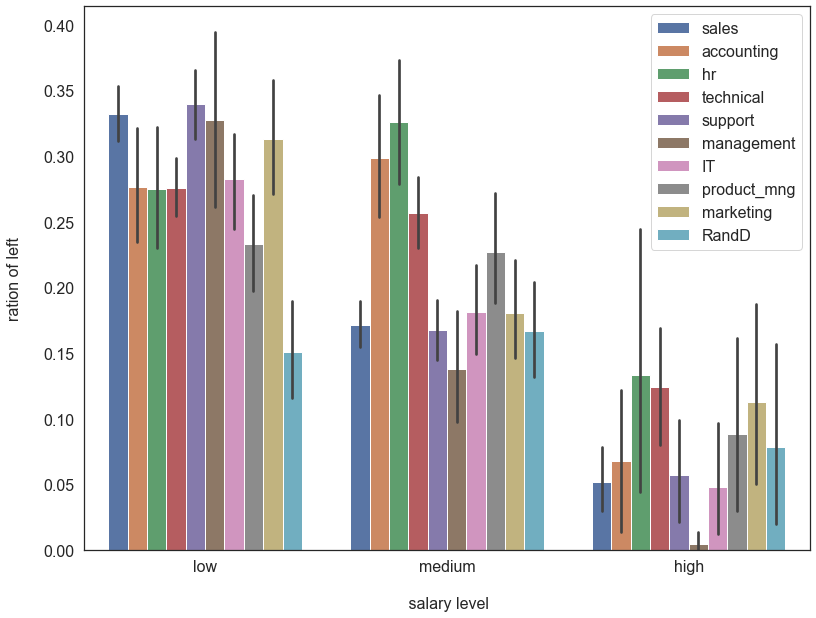 0.40
0.35
0.30
0.25
0.20
0.15
0.10
0.05
0.00
ration of left
low
medium
high
salary level
sales
accounting
hr
technical
support
management
IT
product_mng
marketing
RandD